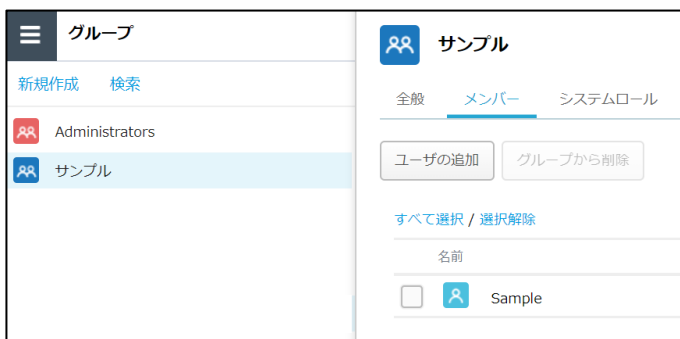 グループ
新規作成 検索
Administrators
サンプル
サンプル
全般 メンバー システムロール
ユーザの追加 グループから削除
すべて選択 / 選択解除
名前
Sample